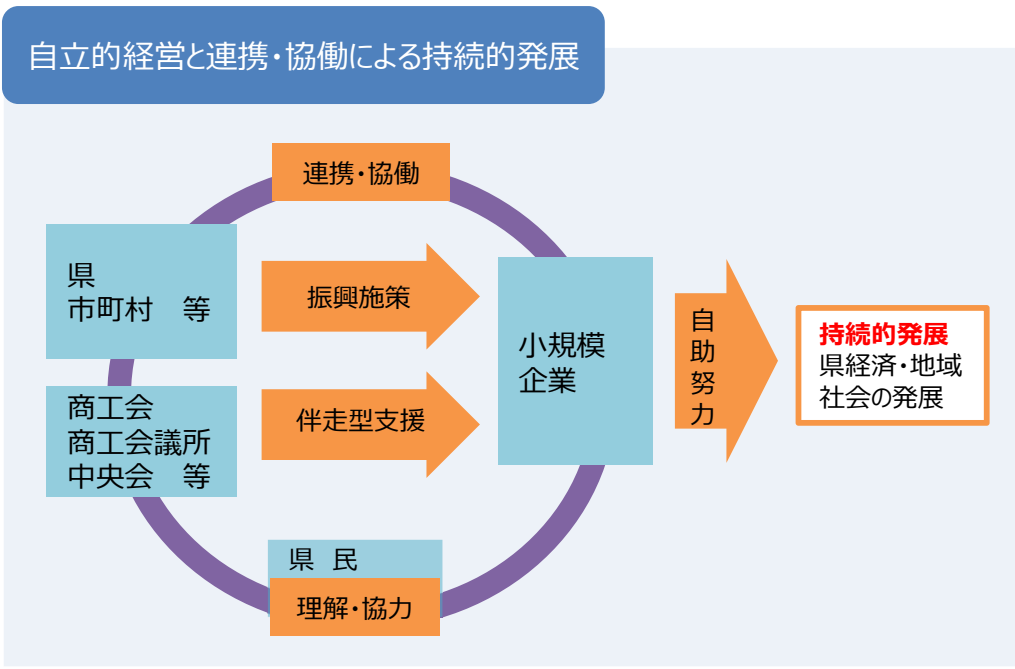 自立的経営と連携・協働による持続的発展
連携・協働
県
市町村　等
振興施策
商工会
商工会議所
中央会　等
伴走型支援
小規模
企業
自助努力
持続的発展
県経済・地域
社会の発展
県 民
理解・協力